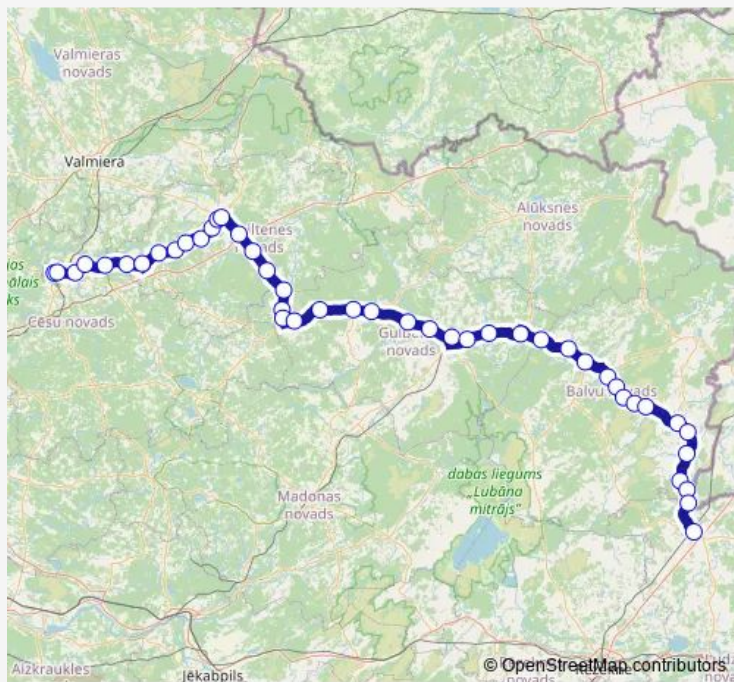 Valmieras
novads
Valmiera
Alūksnes
novads
novads
Cēsu novads
novads
Balvu novads
dabas liegums
„Lubāna
mitrājs”
Madonas
novads
Aizkraukles
Jēkabpils
© OpenStreetMap contributors